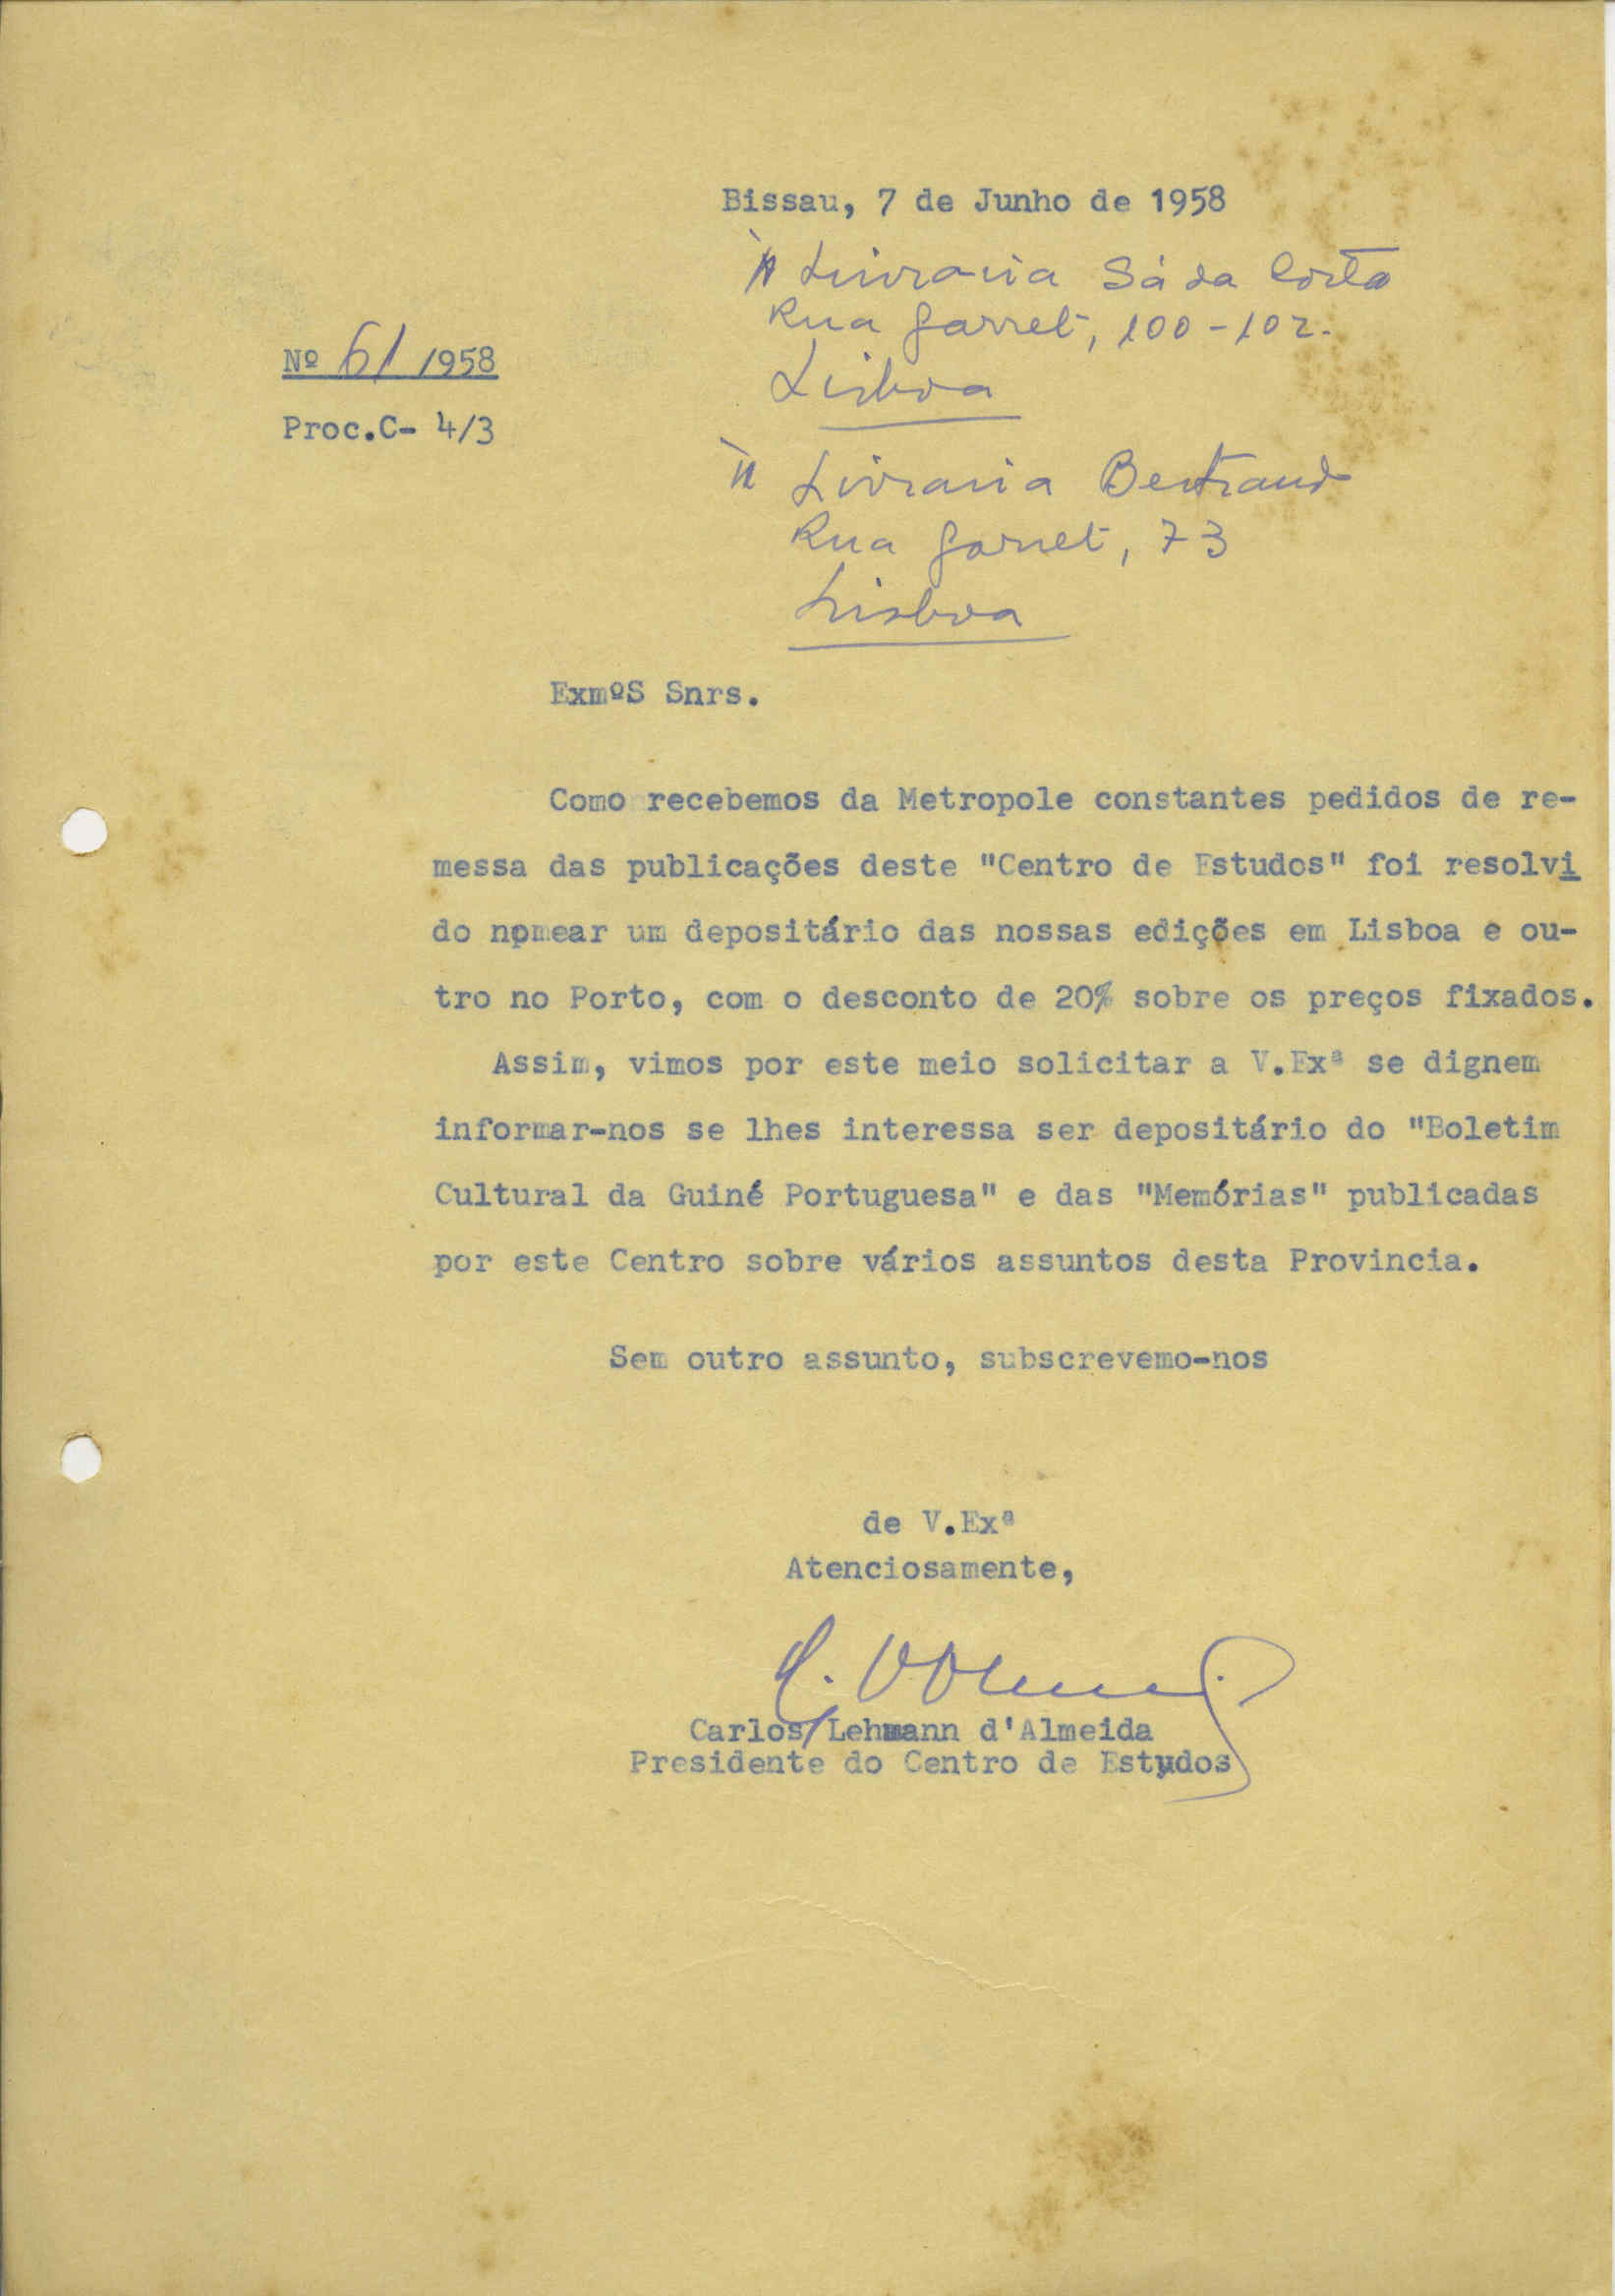 Bissau, 7 de Junho de 1958
À Livraria Sá da Costa
Rua Garret, 100-102.
Lisboa
Nº 61/1958
Proc.C- 4/3
À Livraria Bertrand
Rua Garret, 73
Lisboa
ExmºS Snrs.
Como recebemos da Metropole constantes pedidos de re-
messa das publicações deste "Centro de Estudos" foi resolvi
do nomear um depositário das nossas edições em Lisboa e ou-
tro no Porto, com o desconto de 20% sobre os preços fixados.
Assim, vimos por este meio solicitar a V.Exª se dignem
informar-nos se lhes interessa ser depositário do "Boletim
Cultural da Guiné Portuguesa" e das "Memórias" publicadas
por este Centro sobre vários assuntos desta Provincia.
Sem outro assunto, subscrevemo-nos
de V.Exª
Atenciosamente,
Carlos Lehmann d'Almeida
Presidente do Centro de Estudos